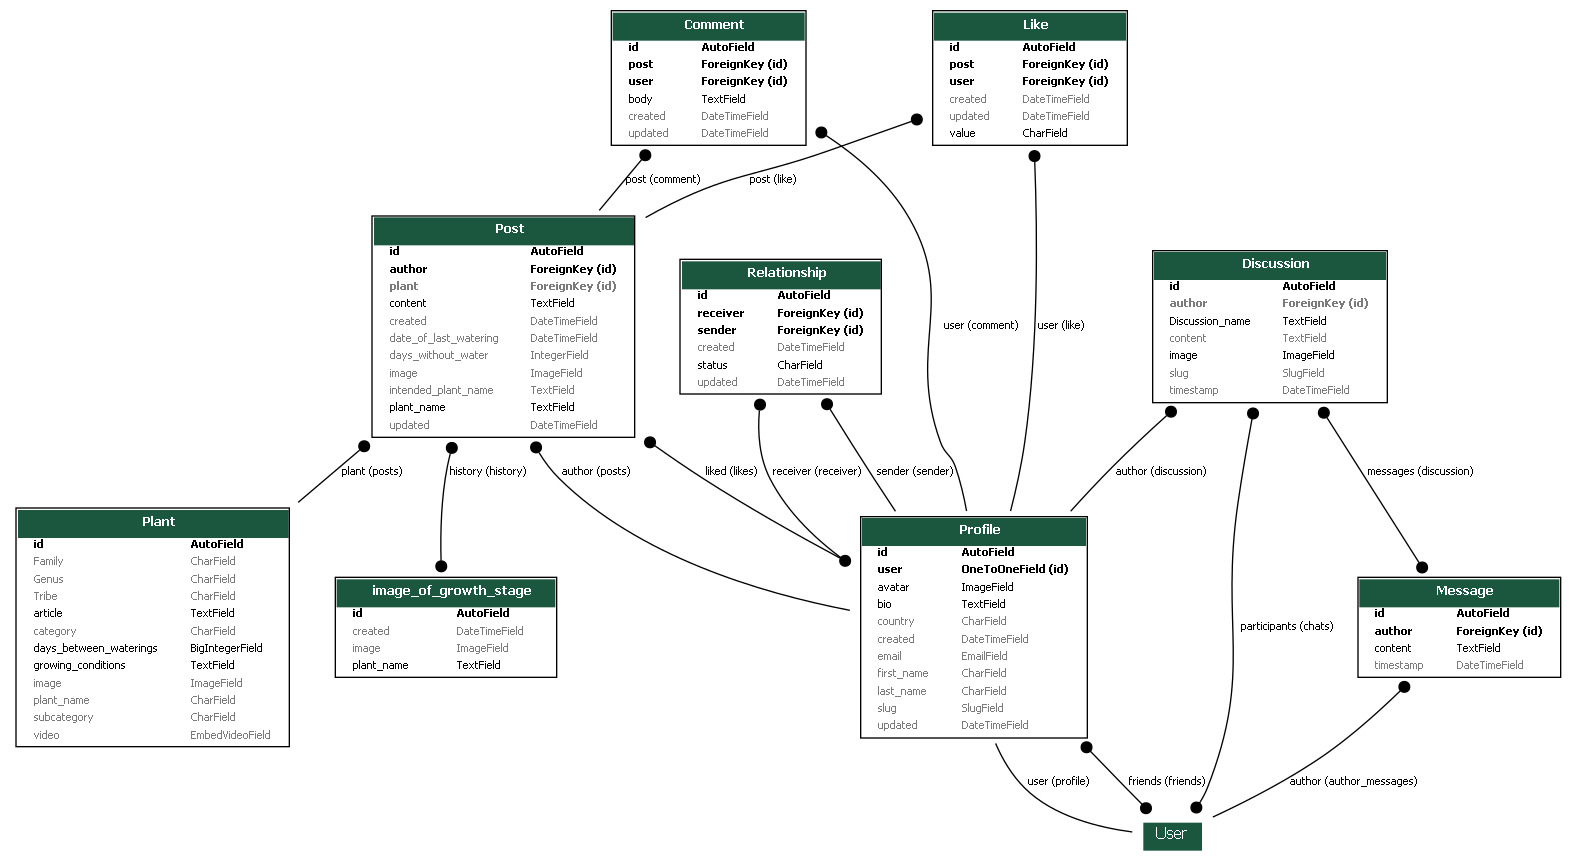 Comment
id AutoField
post ForeignKey (id)
user ForeignKey (id)
body TextField
created DateTimeField
updated DateTimeField
Like
id AutoField
post ForeignKey (id)
user ForeignKey (id)
created DateTimeField
updated DateTimeField
value CharField
post (comment)
post (like)
Post
id AutoField
author ForeignKey (id)
plant ForeignKey (id)
content TextField
created DateTimeField
date_of_last_watering DateTimeField
days_without_water IntegerField
image ImageField
intended_plant_name TextField
plant_name TextField
updated DateTimeField
Relationship
id AutoField
receiver ForeignKey (id)
sender ForeignKey (id)
created DateTimeField
status CharField
updated DateTimeField
user (comment)
user (like)
Discussion
id AutoField
author ForeignKey (id)
Discussion_name TextField
content TextField
image ImageField
slug SlugField
timestamp DateTimeField
plant (posts)
history (history)
author (posts)
liked (likes)
receiver (receiver)
sender (sender)
author (discussion)
messages (discussion)
Plant
id AutoField
Family CharField
Genus CharField
Tribe CharField
article TextField
category CharField
days_between_waterings BigIntegerField
growing_conditions TextField
image ImageField
plant_name CharField
subcategory CharField
video EmbedVideoField
image_of_growth_stage
id AutoField
created DateTimeField
image ImageField
plant_name TextField
Profile
id AutoField
user OneToOneField (id)
avatar ImageField
bio TextField
country CharField
created DateTimeField
email EmailField
first_name CharField
last_name CharField
slug SlugField
updated DateTimeField
participants (chats)
Message
id AutoField
author ForeignKey (id)
content TextField
timestamp DateTimeField
user (profile)
friends (friends)
author (author_messages)
User